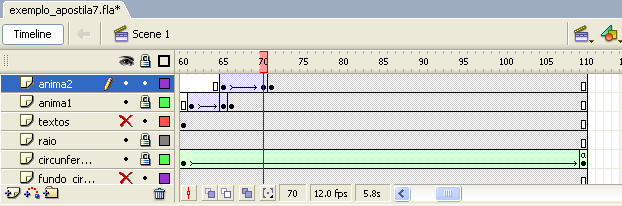 exemplo_apostila7.fla*
Timeline Scene 1
60 65 70 75 80 85 90 95 100 105 110 115
anima2
anima1
textos
raio
circunfer... a
fundo cir
70 12.0 fps 5.8s